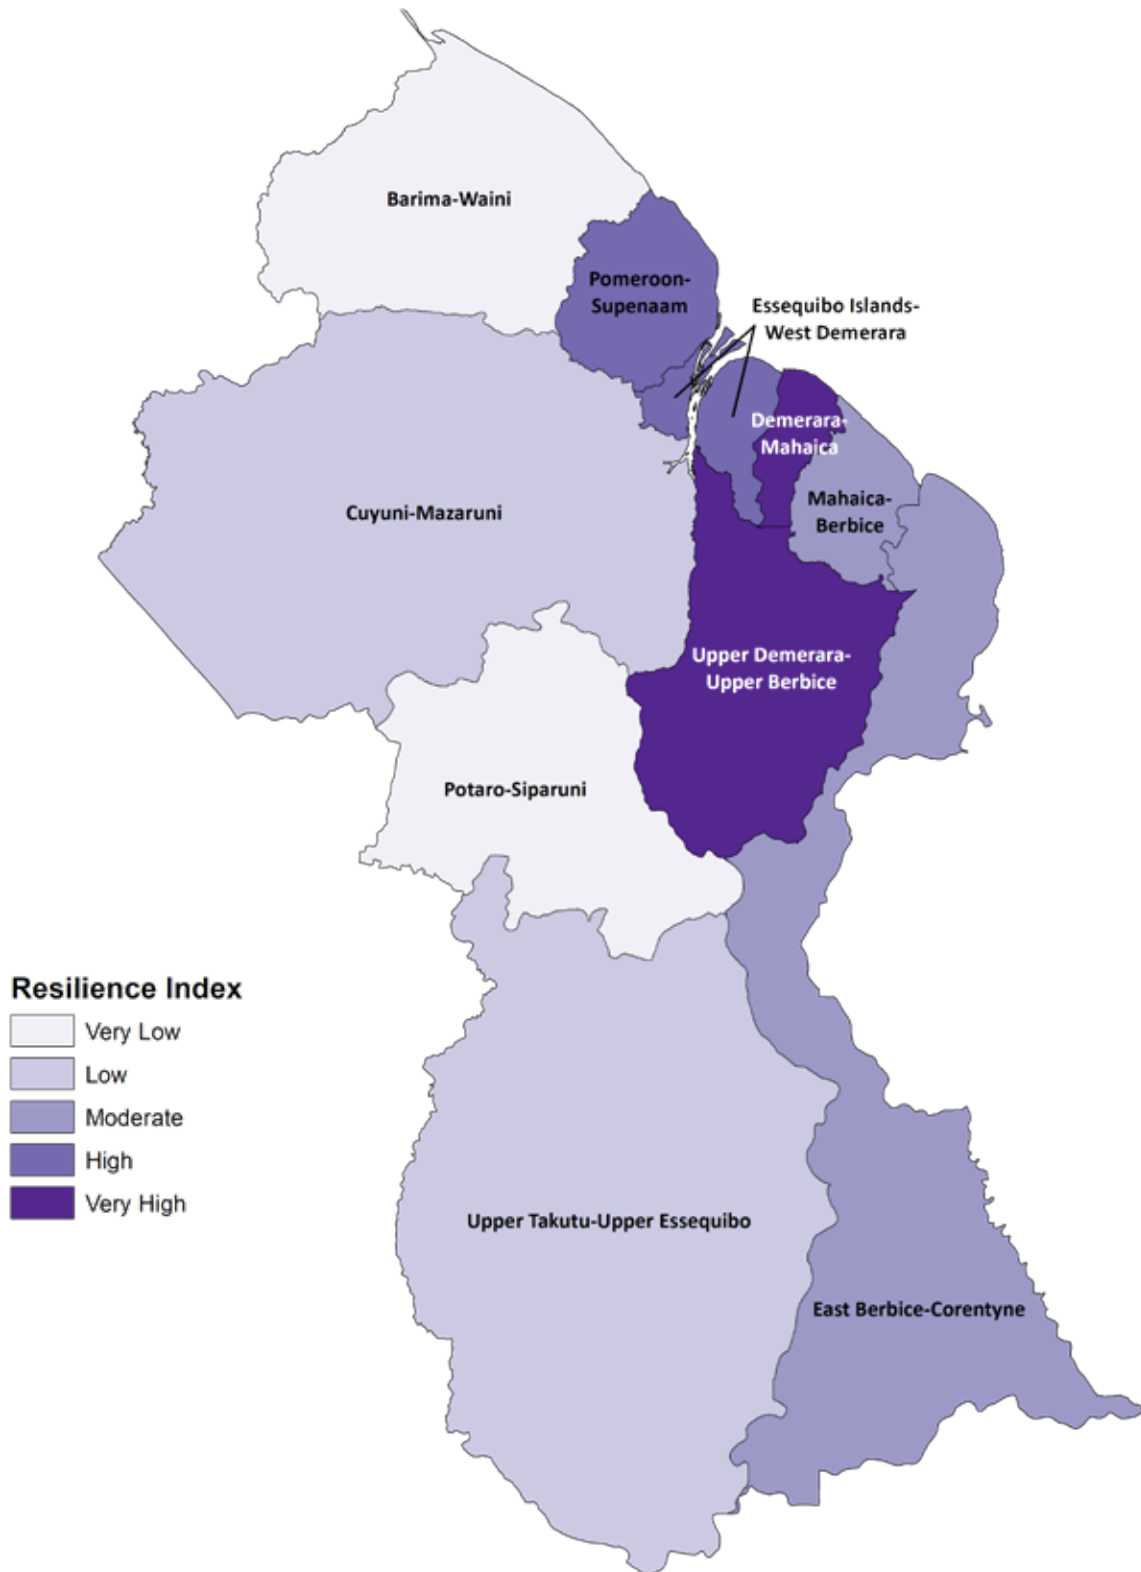 Barima-Waini
Pomeroon-
Supenaam
Essequibo Islands-
West Demerara
Demerara-
Mahaica
Mahaica-
Berbice
Cuyuni-Mazaruni
Upper Demerara-
Upper Berbice
Potaro-Siparuni
Resilience Index
Very Low
Low
Moderate
High
Very High
Upper Takutu-Upper Essequibo
East Berbice-Corentyne